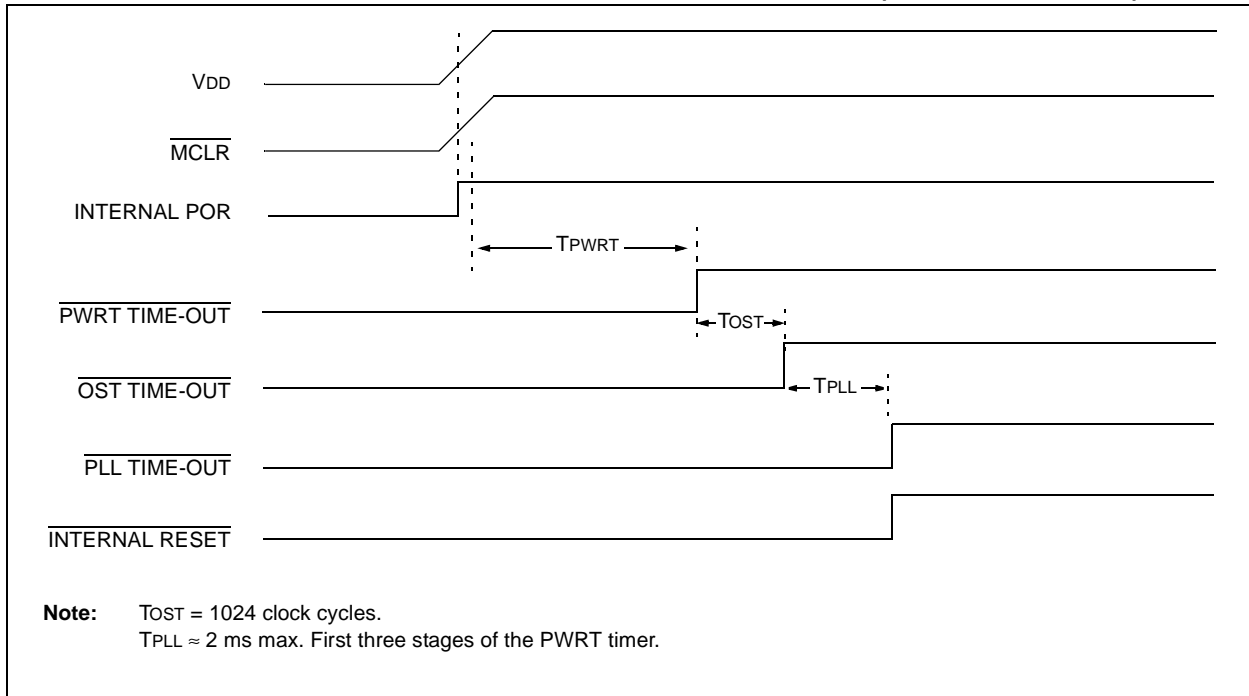 VDD
MCLR
INTERNAL POR
TPWRT
PWRT TIME-OUT
TOST
OST TIME-OUT
TPLL
PLL TIME-OUT
INTERNAL RESET
Note: TOST = 1024 clock cycles.
TPLL ≈ 2 ms max. First three stages of the PWRT timer.